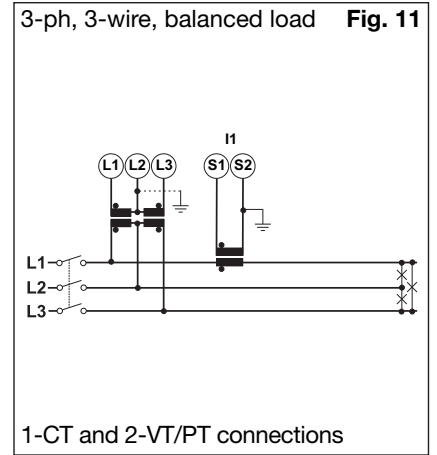 3-ph, 3-wire, balanced load Fig. 11
I1
L1 L2 L3 S1 S2
L1
L2
L3
1-CT and 2-VT/PT connections